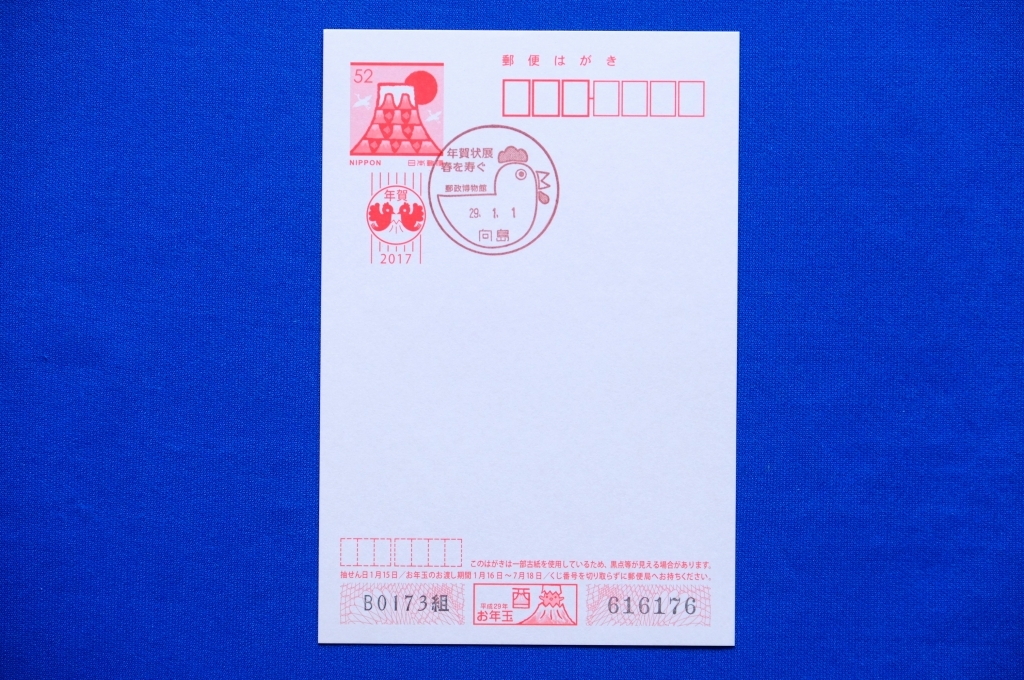 郵便はがき
52
NIPPON 日本郵便
年賀状展
春を寿ぐ
郵政博物館
29. 1. 1
向島
年賀
2017
このはがきは一部古紙を使用しているため、黒点等が見える場合があります。
抽せん日1月15日/お年玉のお渡し期間1月16日~7月18日/くじ番号を切り取らずに郵便局へお持ちください。
B0173組
平成29年
お年玉
酉
616176